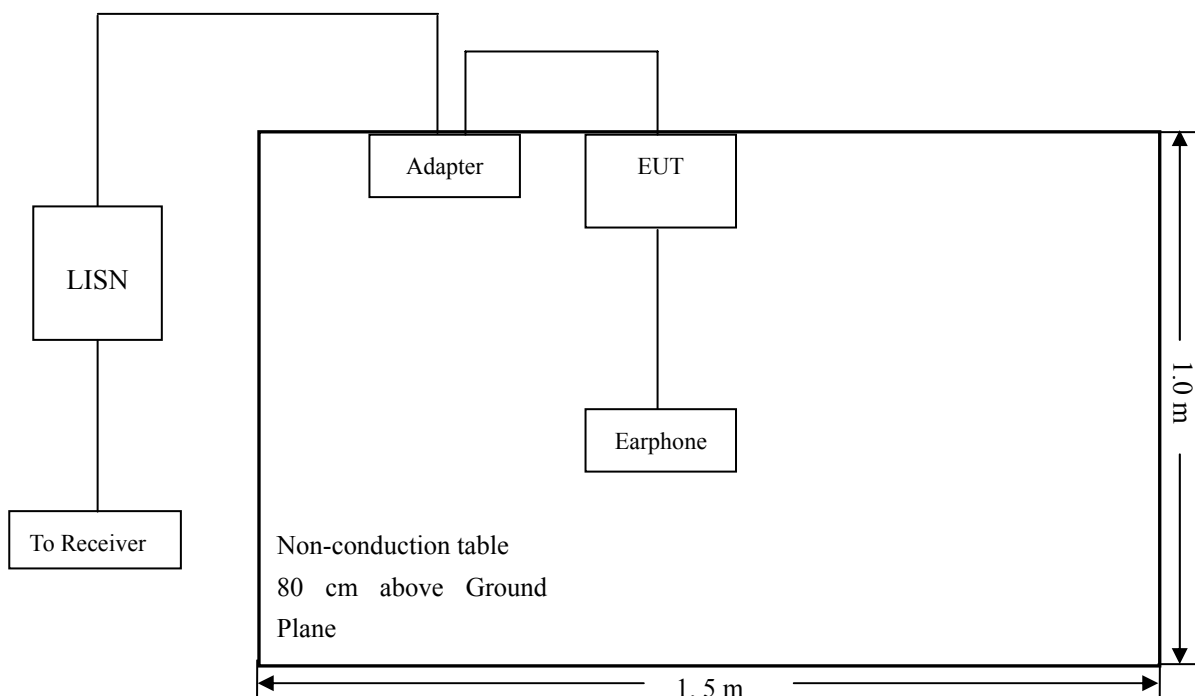 Adapter
EUT
LISN
Earphone
To Receiver
Non-conduction table
80 cm above Ground
Plane
1.0 m
1. 5 m